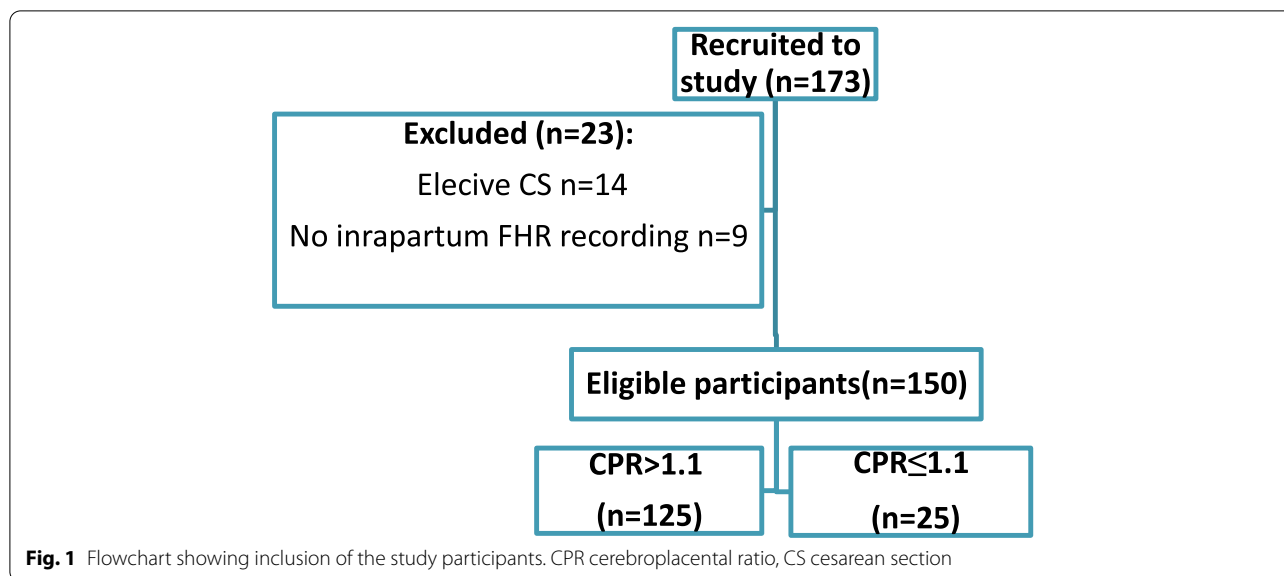 Recruited to
study (n=173)
Excluded (n=23):
Elecive CS n=14
No inrapartum FHR recording n=9
Eligible participants(n=150)
CPR>1.1
(n=125)
CPR≤1.1
(n=25)
Fig. 1 Flowchart showing inclusion of the study participants. CPR cerebroplacental ratio, CS cesarean section